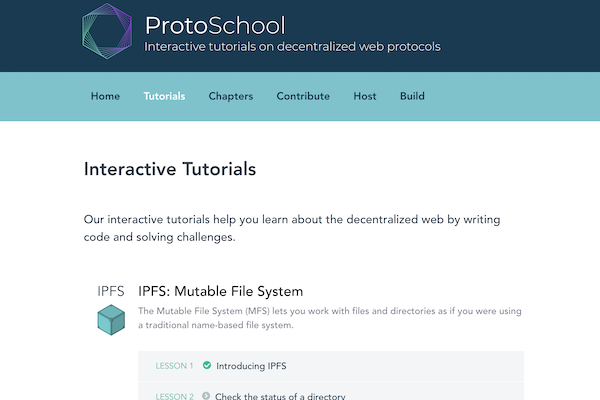 ProtoSchool
Interactive tutorials on decentralized web protocols
Home Tutorials Chapters Contribute Host Build
Interactive Tutorials
Our interactive tutorials help you learn about the decentralized web by writing
code and solving challenges.
IPFS IPFS: Mutable File System
The Mutable File System (MFS) lets you work with files and directories as if you were using
a traditional name-based file system.
LESSON 1 Introducing IPFS
LESSON 2 Check the status of a directory